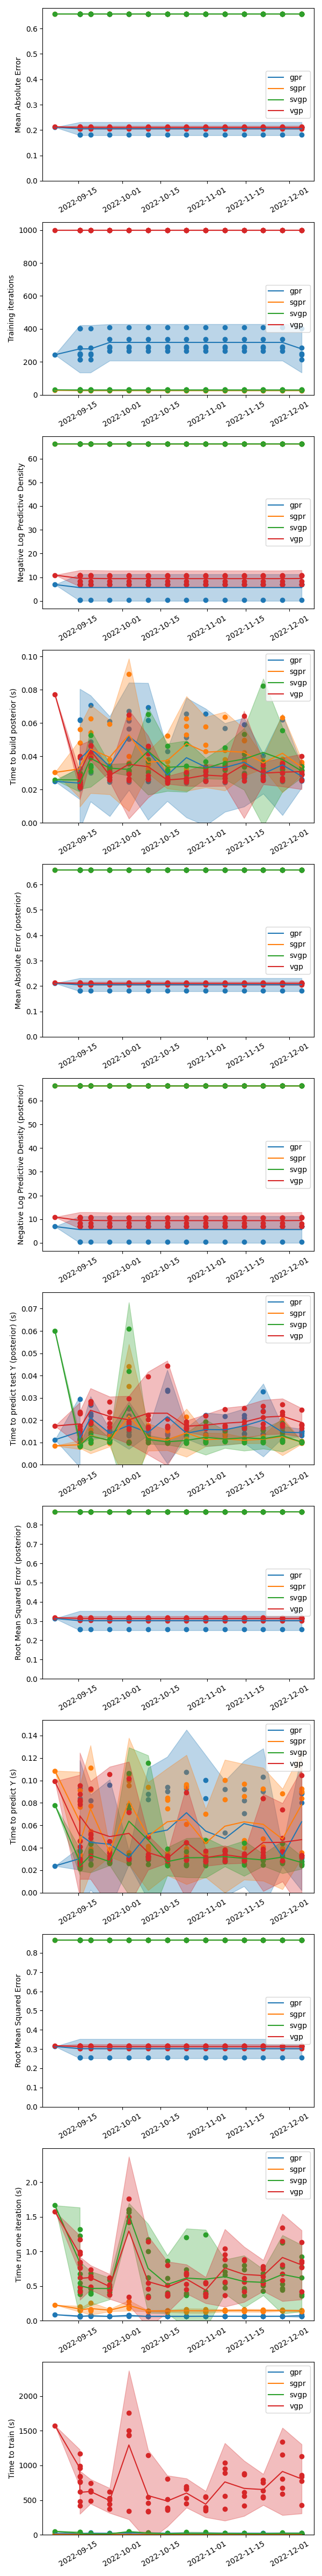 Mean Absolute Error
0.6
0.5
0.4
0.3
0.2
0.1
0.0
gpr
sgpr
svgp
vgp
2022-09-15
2022-10-01
2022-10-15
2022-11-01
2022-11-15
2022-12-01
Training iterations
1000
800
600
400
200
0
gpr
sgpr
svgp
vgp
2022-09-15
2022-10-01
2022-10-15
2022-11-01
2022-11-15
2022-12-01
Negative Log Predictive Density
60
50
40
30
20
10
0
gpr
sgpr
svgp
vgp
2022-09-15
2022-10-01
2022-10-15
2022-11-01
2022-11-15
2022-12-01
Time to build posterior (s)
0.10
0.08
0.06
0.04
0.02
0.00
gpr
sgpr
svgp
vgp
2022-09-15
2022-10-01
2022-10-15
2022-11-01
2022-11-15
2022-12-01
Mean Absolute Error (posterior)
0.6
0.5
0.4
0.3
0.2
0.1
0.0
gpr
sgpr
svgp
vgp
2022-09-15
2022-10-01
2022-10-15
2022-11-01
2022-11-15
2022-12-01
Negative Log Predictive Density (posterior)
60
50
40
30
20
10
0
gpr
sgpr
svgp
vgp
2022-09-15
2022-10-01
2022-10-15
2022-11-01
2022-11-15
2022-12-01
Time to predict test Y (posterior) (s)
0.07
0.06
0.05
0.04
0.03
0.02
0.01
0.00
gpr
sgpr
svgp
vgp
2022-09-15
2022-10-01
2022-10-15
2022-11-01
2022-11-15
2022-12-01
Root Mean Squared Error (posterior)
0.8
0.7
0.6
0.5
0.4
0.3
0.2
0.1
0.0
gpr
sgpr
svgp
vgp
2022-09-15
2022-10-01
2022-10-15
2022-11-01
2022-11-15
2022-12-01
Time to predict Y (s)
0.14
0.12
0.10
0.08
0.06
0.04
0.02
0.00
gpr
sgpr
svgp
vgp
2022-09-15
2022-10-01
2022-10-15
2022-11-01
2022-11-15
2022-12-01
Root Mean Squared Error
0.8
0.7
0.6
0.5
0.4
0.3
0.2
0.1
0.0
gpr
sgpr
svgp
vgp
2022-09-15
2022-10-01
2022-10-15
2022-11-01
2022-11-15
2022-12-01
Time run one iteration (s)
2.0
1.5
1.0
0.5
0.0
gpr
sgpr
svgp
vgp
2022-09-15
2022-10-01
2022-10-15
2022-11-01
2022-11-15
2022-12-01
Time to train (s)
2000
1500
1000
500
0
gpr
sgpr
svgp
vgp
2022-09-15
2022-10-01
2022-10-15
2022-11-01
2022-11-15
2022-12-01